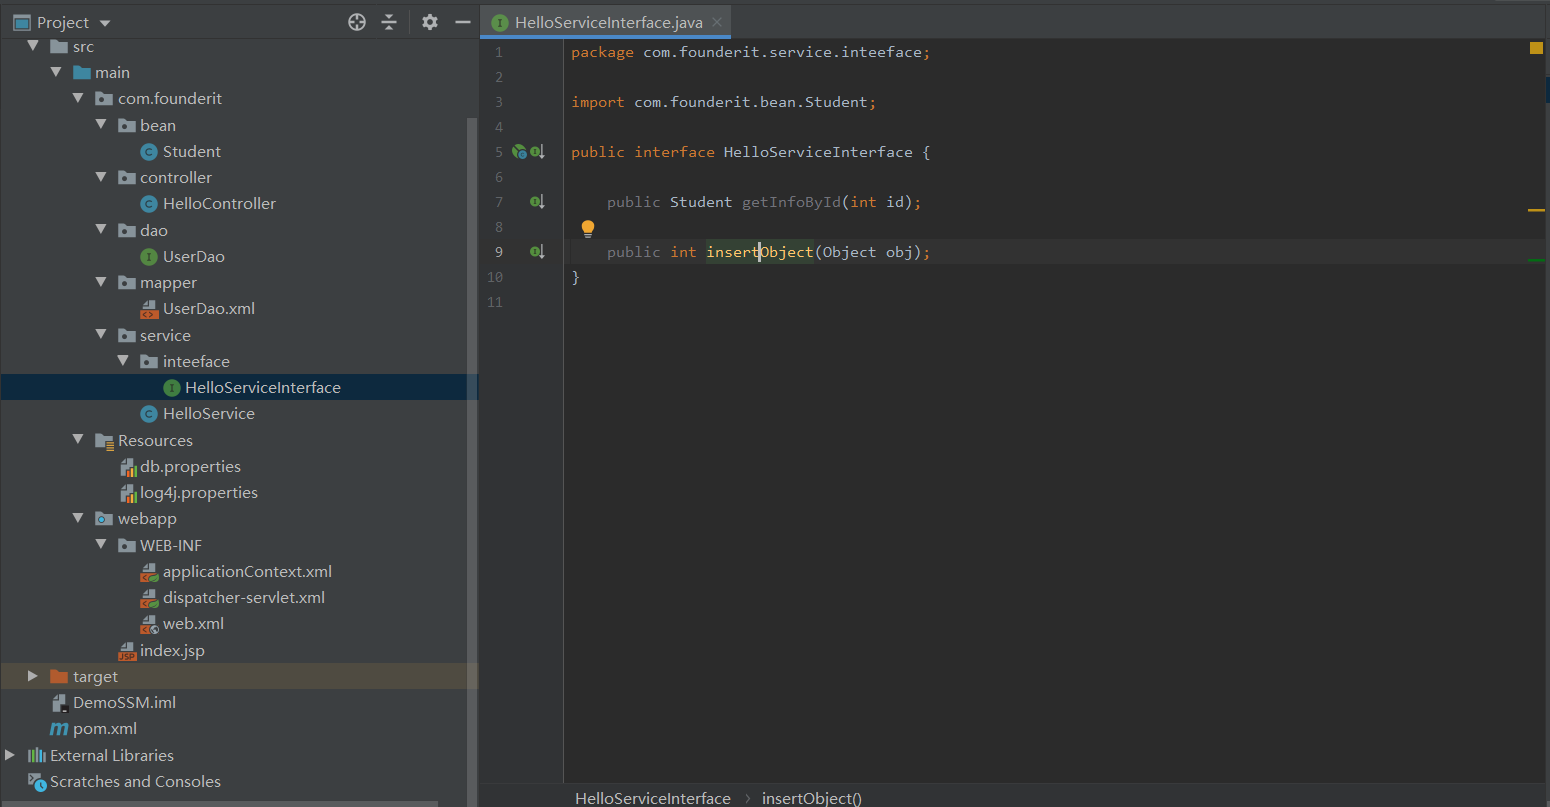 Project
HelloServiceInterface.java
src
main
com.founderit
bean
Student
controller
HelloController
dao
UserDao
mapper
UserDao.xml
service
inteeface
HelloServiceInterface
HelloService
Resources
db.properties
log4j.properties
webapp
WEB-INF
applicationContext.xml
dispatcher-servlet.xml
web.xml
index.jsp
target
DemoSSM.iml
pom.xml
External Libraries
Scratches and Consoles
1 package com.founderit.service.inteeface;
2
3 import com.founderit.bean.Student;
4
5 public interface HelloServiceInterface {
6
7 public Student getInfoById(int id);
8
9 public int insertObject(Object obj);
10 }
11
HelloServiceInterface › insertObject()